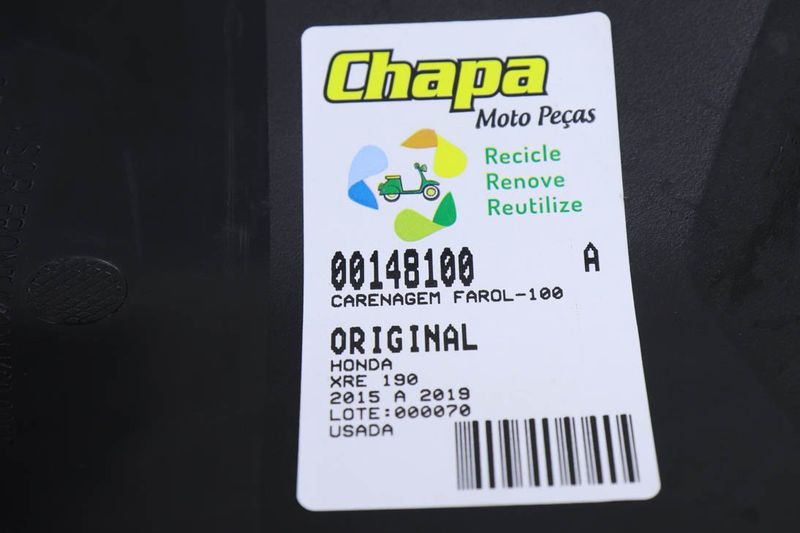 Chapa
Moto Peças
Recicle
Renove
Reutilize
00148100 A
CARENAGEM FAROL-100
ORIGINAL
HONDA
XRE 190
2015 A 2019
LOTE:000070
USADA